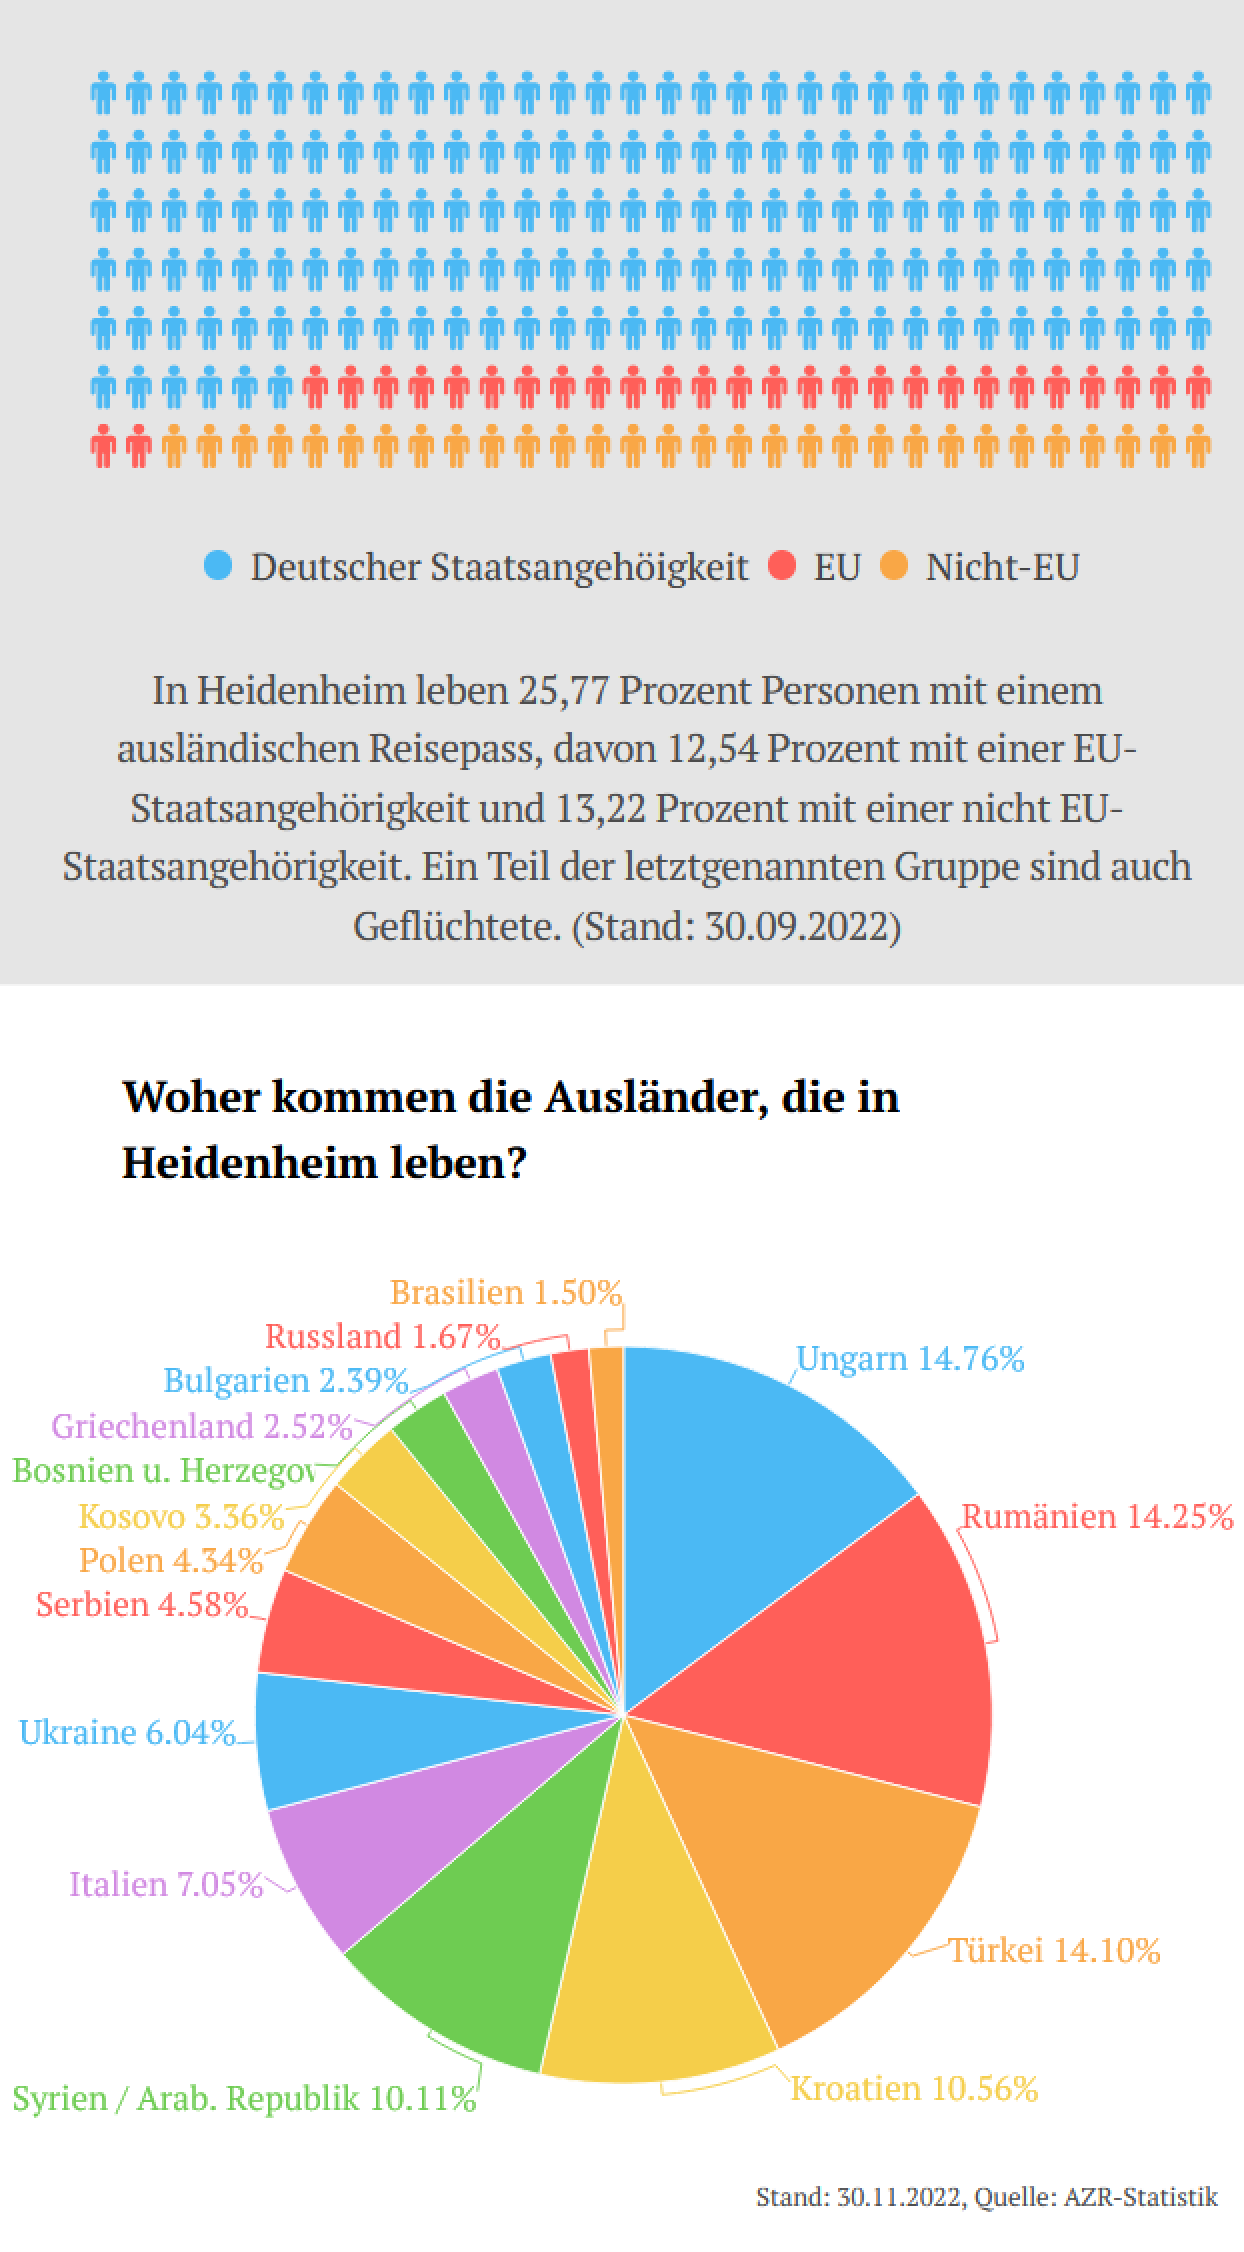 Deutscher Staatsangehöigkeit EU Nicht-EU
In Heidenheim leben 25,77 Prozent Personen mit einem
ausländischen Reisepass, davon 12,54 Prozent mit einer EU-
Staatsangehörigkeit und 13,22 Prozent mit einer nicht EU-
Staatsangehörigkeit. Ein Teil der letztgenannten Gruppe sind auch
Geflüchtete. (Stand: 30.09.2022)
Woher kommen die Ausländer, die in
Heidenheim leben?
Brasilien 1.50%
Russland 1.67%
Ungarn 14.76%
Bulgarien 2.39%
Griechenland 2.52%
Bosnien u. Herzegov
Kosovo 3.36%
Rumänien 14.25%
Polen 4.34%
Serbien 4.58%
Ukraine 6.04%
Italien 7.05%
Türkei 14.10%
Kroatien 10.56%
Syrien / Arab. Republik 10.11%
Stand: 30.11.2022, Quelle: AZR-Statistik